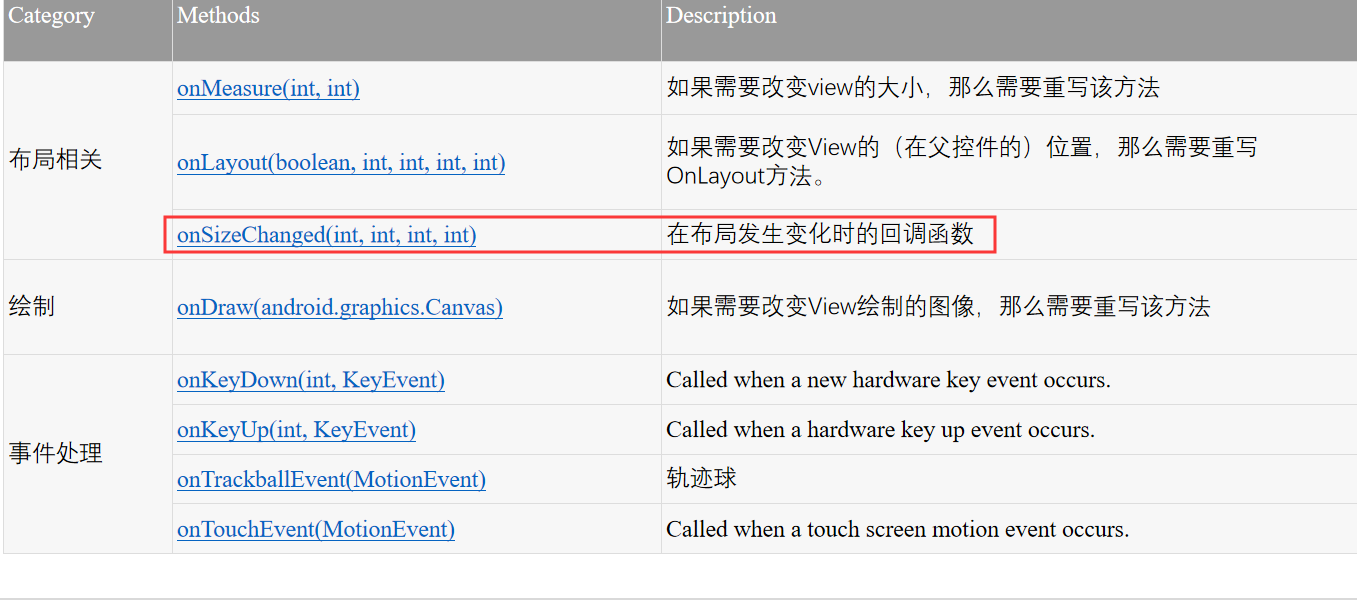 Category Methods Description
布局相关
onMeasure(int, int) 如果需要改变view的大小，那么需要重写该方法
onLayout(boolean, int, int, int, int) 如果需要改变View的（在父控件的）位置，那么需要重写
OnLayout方法。
onSizeChanged(int, int, int, int) 在布局发生变化时的回调函数
绘制 onDraw(android.graphics.Canvas) 如果需要改变View绘制的图像，那么需要重写该方法
事件处理
onKeyDown(int, KeyEvent) Called when a new hardware key event occurs.
onKeyUp(int, KeyEvent) Called when a hardware key up event occurs.
onTrackballEvent(MotionEvent) 轨迹球
onTouchEvent(MotionEvent) Called when a touch screen motion event occurs.